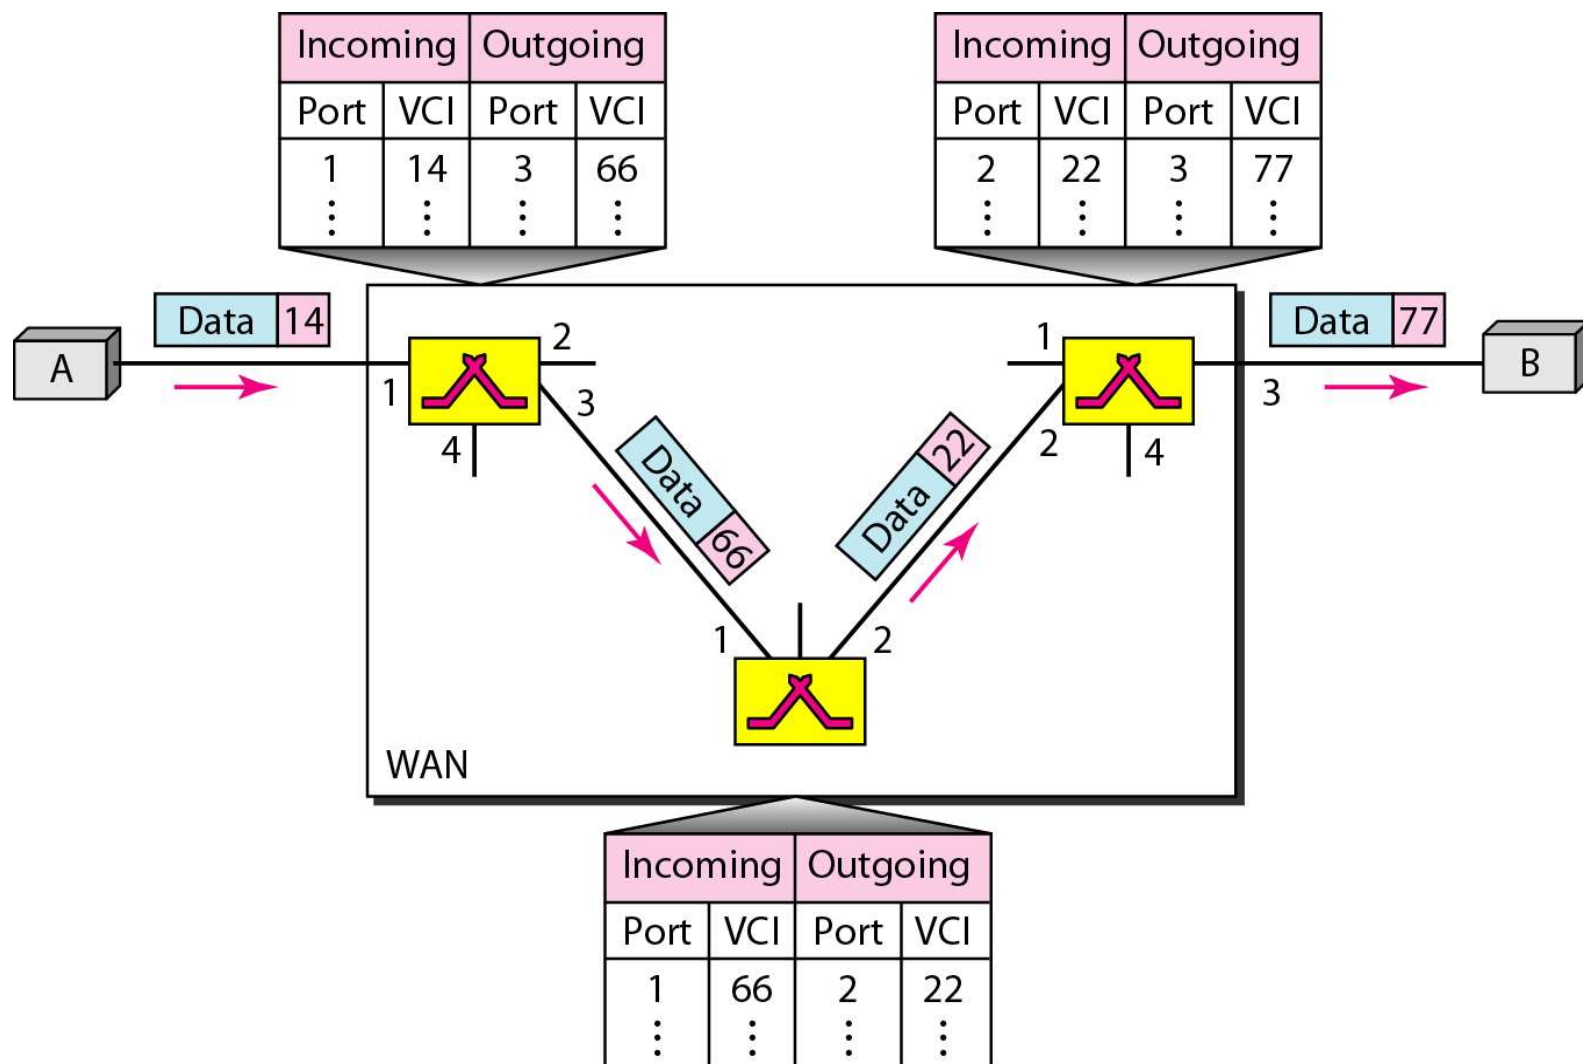 Incoming Outgoing
Port VCI Port VCI
1 14 3 66
⋮ ⋮ ⋮ ⋮
Incoming Outgoing
Port VCI Port VCI
2 22 3 77
⋮ ⋮ ⋮ ⋮
A
Data 14
1
2
3
4
Data 66
1
2
Data 22
1
2
4
3
Data 77
B
WAN
Incoming Outgoing
Port VCI Port VCI
1 66 2 22
⋮ ⋮ ⋮ ⋮